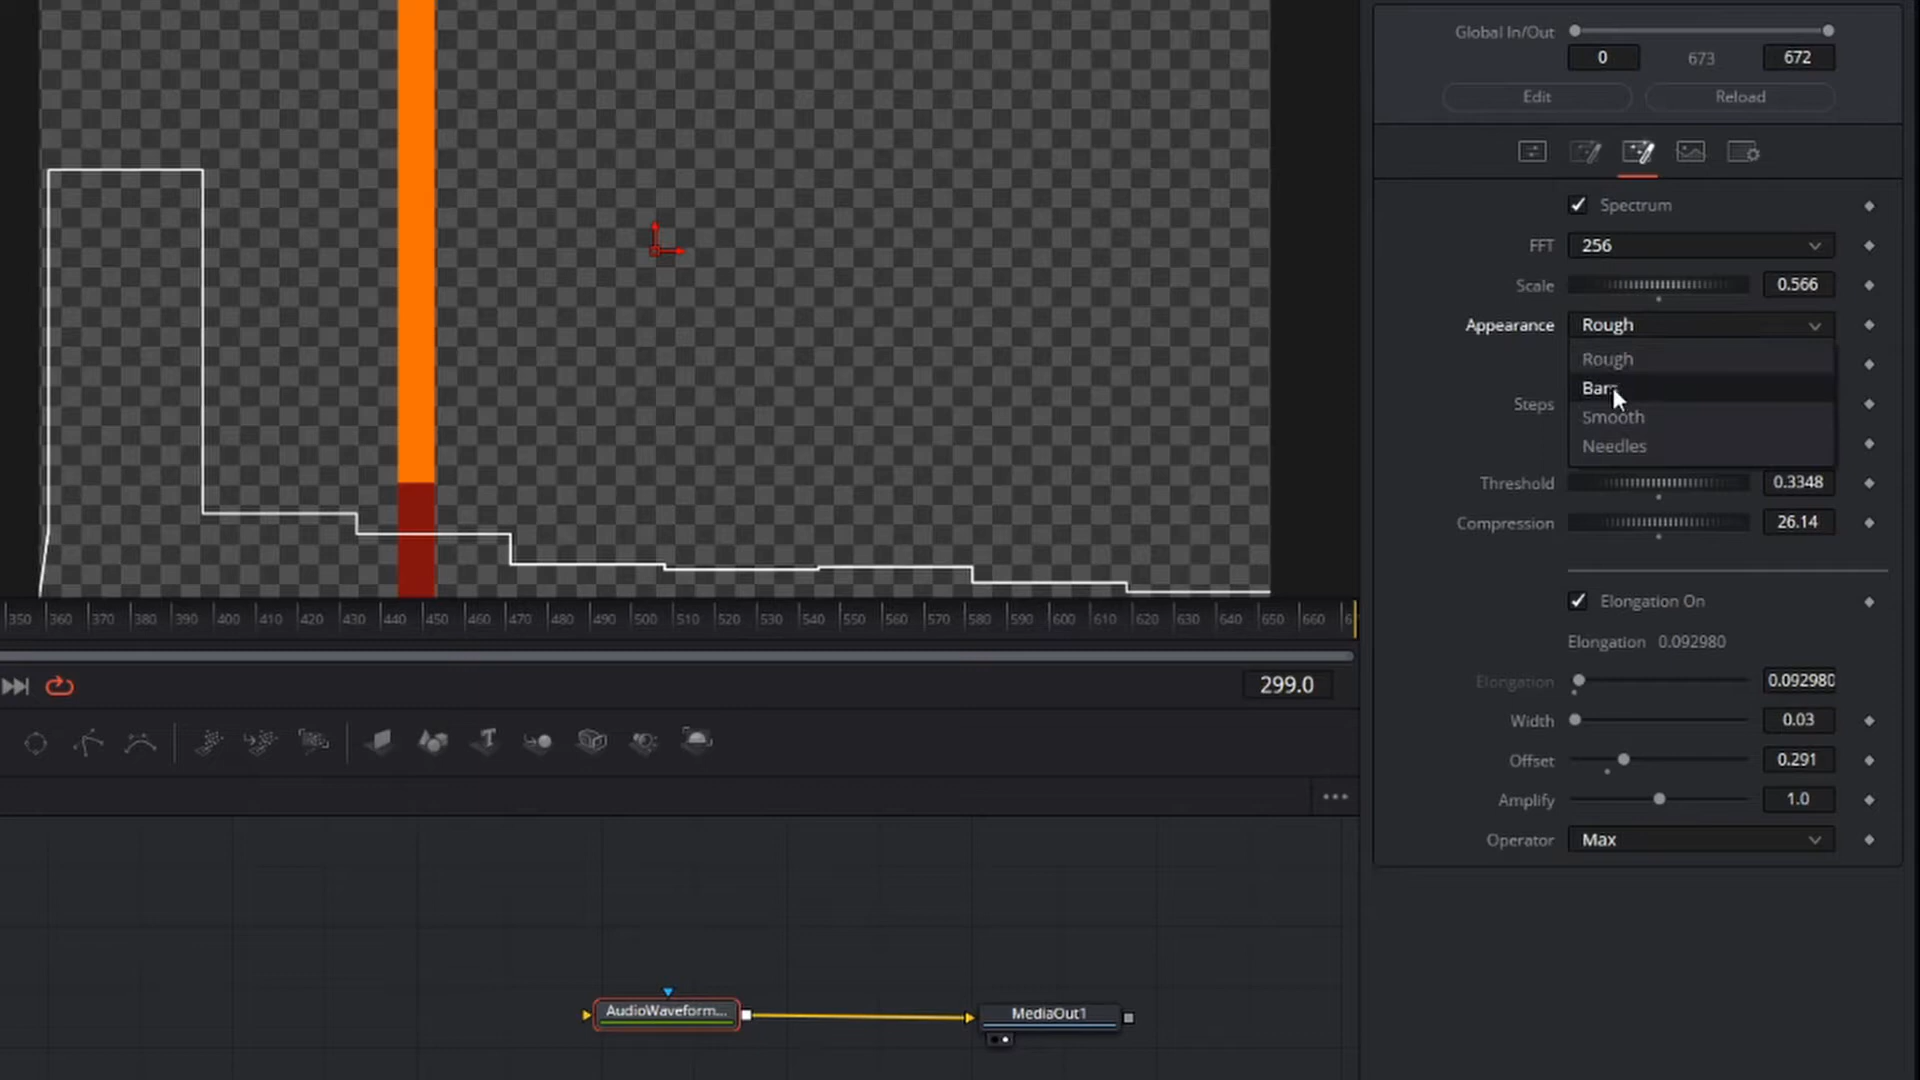 Global In/Out
0 673 672
Edit Reload
Spectrum
FFT 256
Scale 0.566
Appearance Rough
Rough
Bars
Steps
Smooth
Needles
Threshold 0.3348
Compression 26.14
Elongation On
Elongation 0.092980
Elongation 0.092980
Width 0.03
Offset 0.291
Amplify 1.0
Operator Max
350 360 370 380 390 400 410 420 430 440 450 460 470 480 490 500 510 520 530 540 550 560 570 580 590 600 610 620 630 640 650 660 6
299.0
AudioWaveform...
MediaOut1